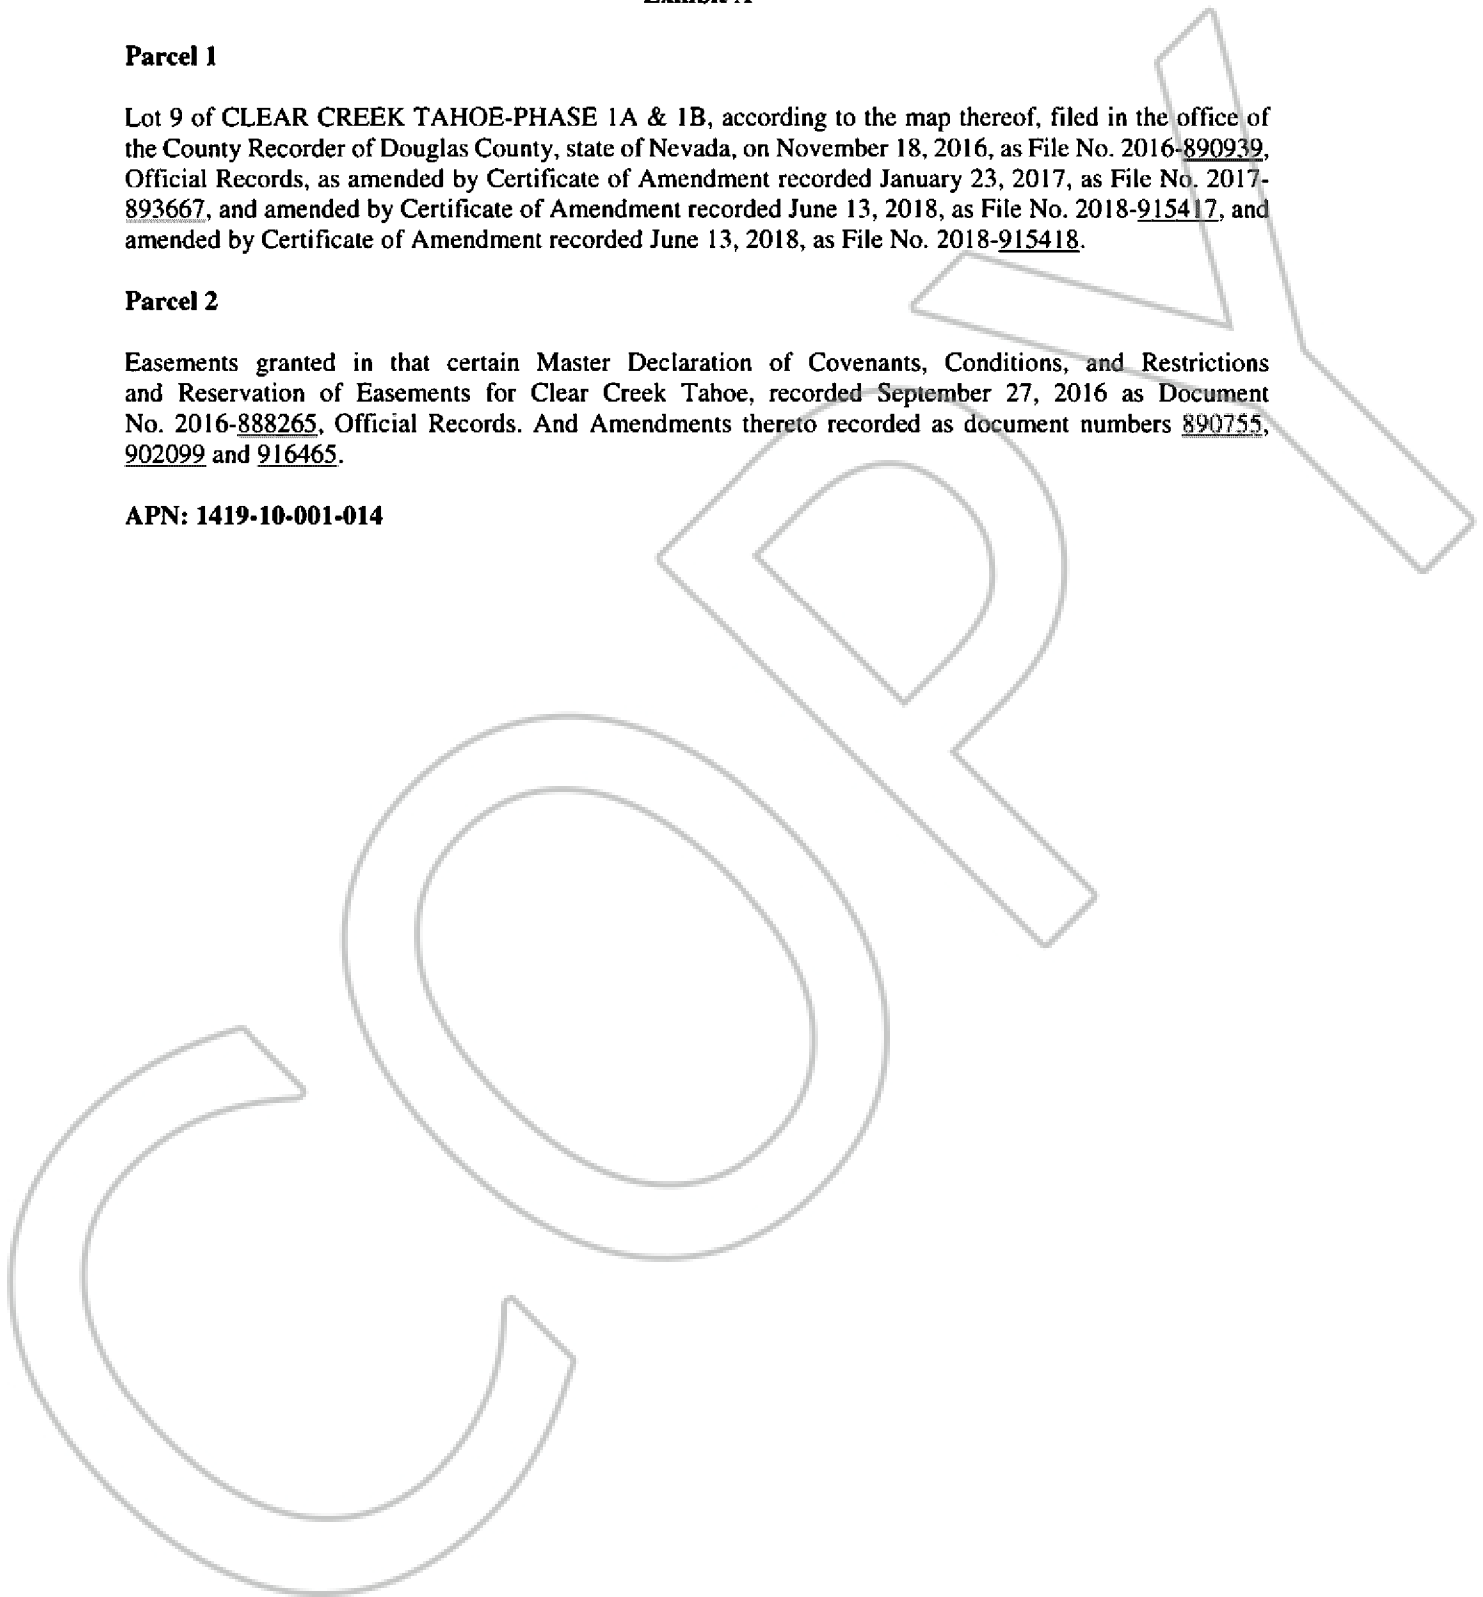 Exhibit A
Parcel 1
Lot 9 of CLEAR CREEK TAHOE-PHASE 1A & 1B, according to the map thereof, filed in the office of
the County Recorder of Douglas County, state of Nevada, on November 18, 2016, as File No. 2016-890939,
Official Records, as amended by Certificate of Amendment recorded January 23, 2017, as File No. 2017-
893667, and amended by Certificate of Amendment recorded June 13, 2018, as File No. 2018-915417, and
amended by Certificate of Amendment recorded June 13, 2018, as File No. 2018-915418.
Parcel 2
Easements granted in that certain Master Declaration of Covenants, Conditions, and Restrictions
and Reservation of Easements for Clear Creek Tahoe, recorded September 27, 2016 as Document
No. 2016-888265, Official Records. And Amendments thereto recorded as document numbers 890755,
902099 and 916465.
APN: 1419-10-001-014
COPY